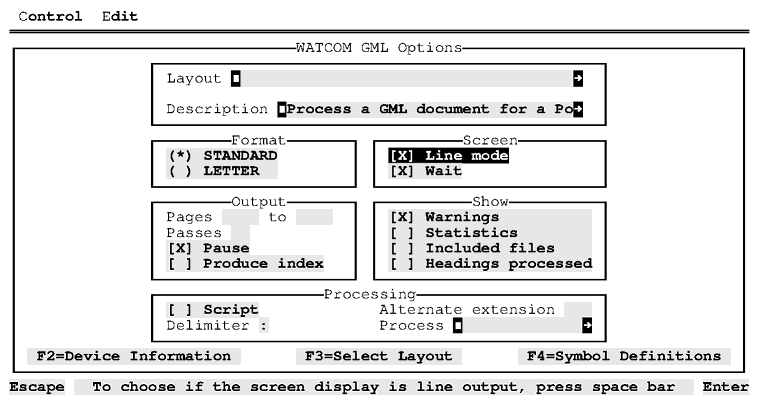 Control Edit
WATCOM GML Options
Layout
Description Process a GML document for a Po
Format
(*) STANDARD
( ) LETTER
Screen
[X] Line mode
[X] Wait
Output
Pages to
Passes
[X] Pause
[ ] Produce index
Show
[X] Warnings
[ ] Statistics
[ ] Included files
[ ] Headings processed
Processing
[ ] Script Alternate extension
Delimiter : Process
F2=Device Information F3=Select Layout F4=Symbol Definitions
Escape To choose if the screen display is line output, press space bar Enter